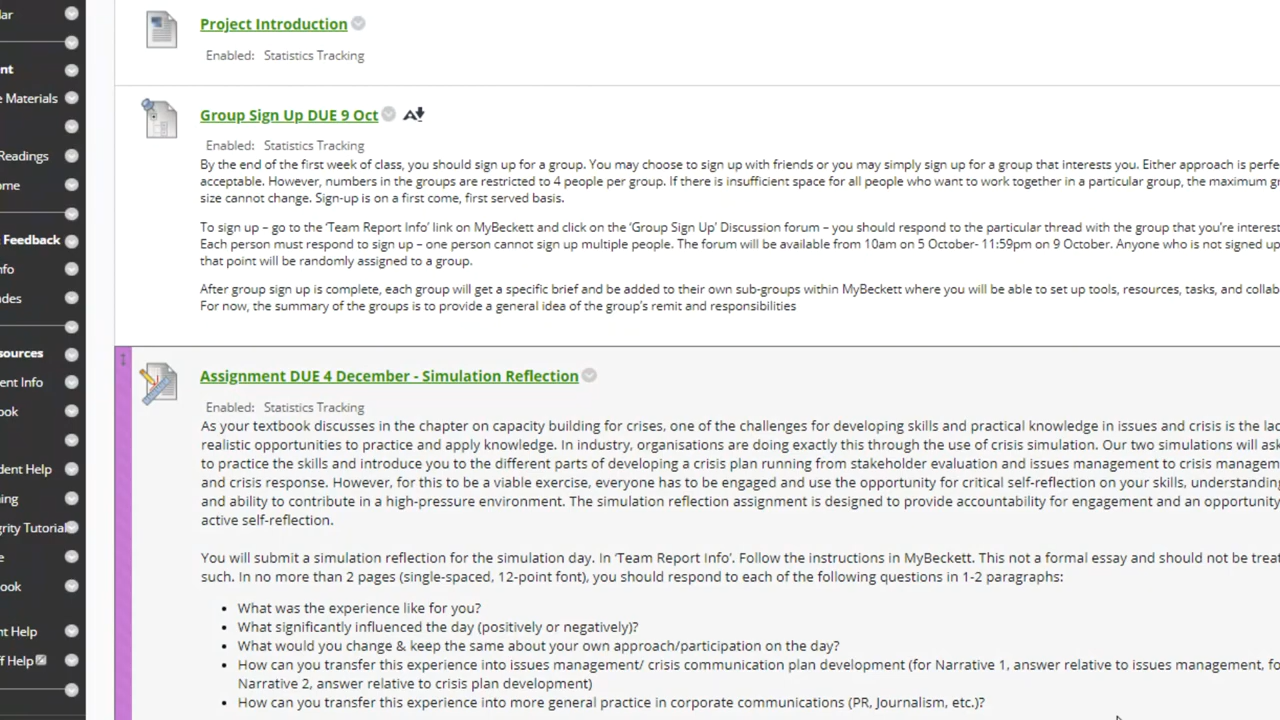 lar
nt
e Materials
Readings
ome
Feedback
nfo
des
sources
ent Info
ook
dent Help
ning
grity Tutorial
e
ook
nt Help
ff Help
Project Introduction
Enabled: Statistics Tracking
Group Sign Up DUE 9 Oct
Enabled: Statistics Tracking
By the end of the first week of class, you should sign up for a group. You may choose to sign up with friends or you may simply sign up for a group that interests you. Either approach is perfe
acceptable. However, numbers in the groups are restricted to 4 people per group. If there is insufficient space for all people who want to work together in a particular group, the maximum gr
size cannot change. Sign-up is on a first come, first served basis.
To sign up – go to the ‘Team Report Info’ link on MyBeckett and click on the ‘Group Sign Up’ Discussion forum – you should respond to the particular thread with the group that you’re interest
Each person must respond to sign up – one person cannot sign up multiple people. The forum will be available from 10am on 5 October- 11:59pm on 9 October. Anyone who is not signed up
that point will be randomly assigned to a group.
After group sign up is complete, each group will get a specific brief and be added to their own sub-groups within MyBeckett where you will be able to set up tools, resources, tasks, and collab
For now, the summary of the groups is to provide a general idea of the group’s remit and responsibilities
Assignment DUE 4 December - Simulation Reflection
Enabled: Statistics Tracking
As your textbook discusses in the chapter on capacity building for crises, one of the challenges for developing skills and practical knowledge in issues and crisis is the lac
realistic opportunities to practice and apply knowledge. In industry, organisations are doing exactly this through the use of crisis simulation. Our two simulations will ask
to practice the skills and introduce you to the different parts of developing a crisis plan running from stakeholder evaluation and issues management to crisis managem
and crisis response. However, for this to be a viable exercise, everyone has to be engaged and use the opportunity for critical self-reflection on your skills, understanding
and ability to contribute in a high-pressure environment. The simulation reflection assignment is designed to provide accountability for engagement and an opportunity
active self-reflection.
You will submit a simulation reflection for the simulation day. In ‘Team Report Info’. Follow the instructions in MyBeckett. This not a formal essay and should not be treat
such. In no more than 2 pages (single-spaced, 12-point font), you should respond to each of the following questions in 1-2 paragraphs:
• What was the experience like for you?
• What significantly influenced the day (positively or negatively)?
• What would you change & keep the same about your own approach/participation on the day?
• How can you transfer this experience into issues management/ crisis communication plan development (for Narrative 1, answer relative to issues management, fo
Narrative 2, answer relative to crisis plan development)
• How can you transfer this experience into more general practice in corporate communications (PR, Journalism, etc.)?